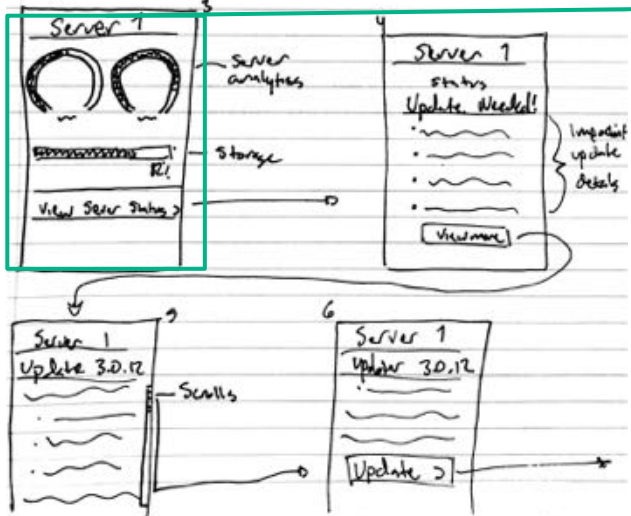 3
Server 1
Server analytics
Storage
View Server Status >
4
Server 1
Status
Update Needed!
Important update details
View more
5
Server 1
Update 3.0.12
Scrolls
6
Server 1
Update 3.0.12
Update >